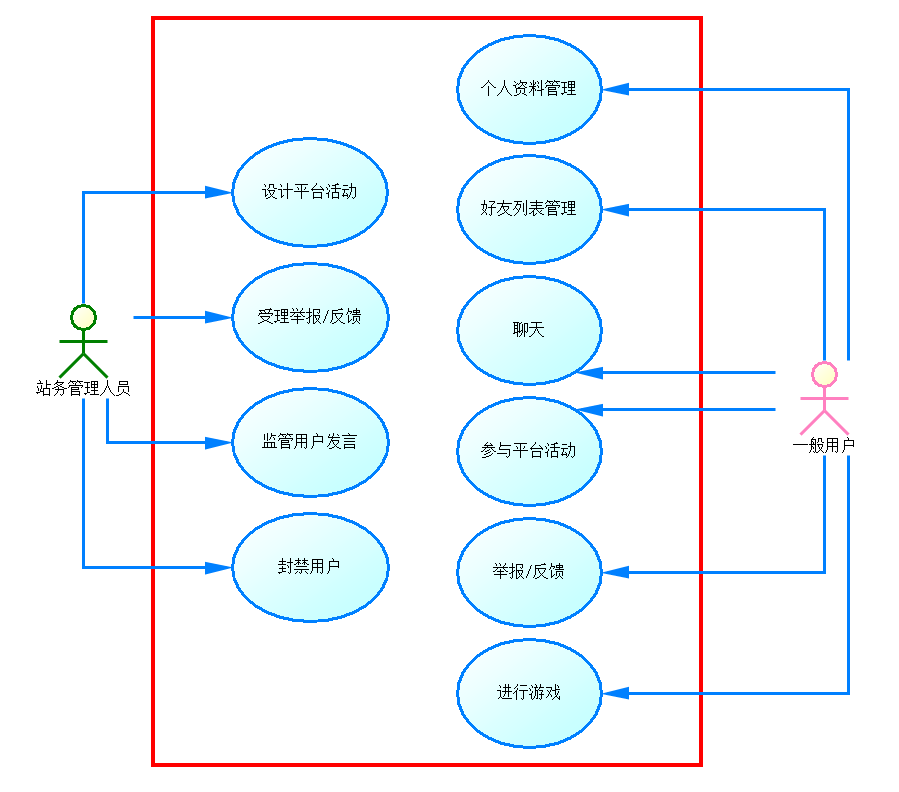 个人资料管理
设计平台活动
好友列表管理
受理举报/反馈
聊天
站务管理人员
监管用户发言
一般用户
参与平台活动
封禁用户
举报/反馈
进行游戏